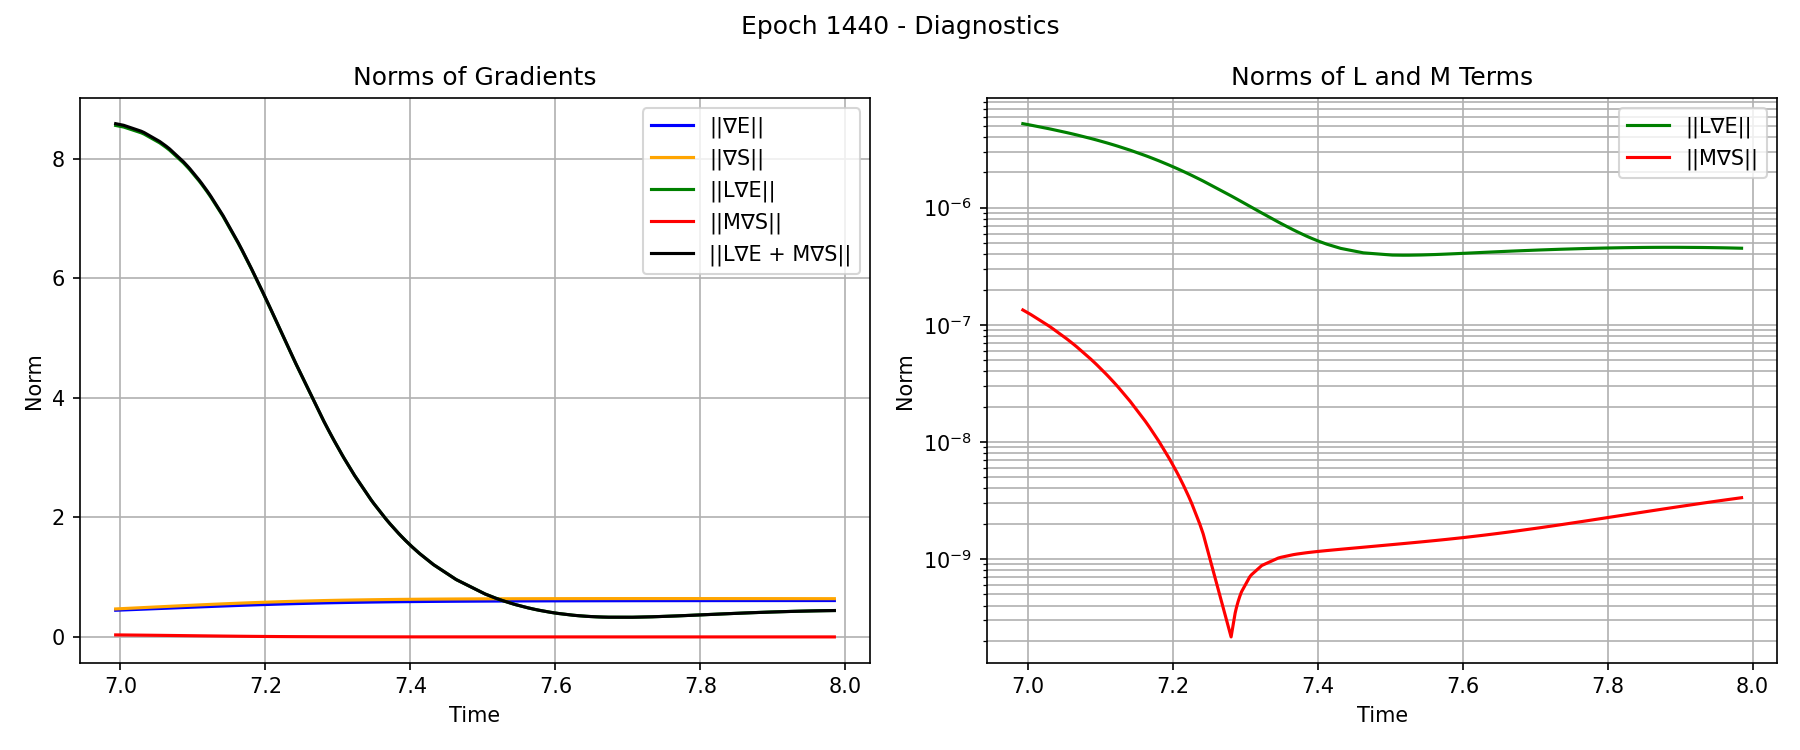 Epoch 1440 - Diagnostics
Norms of Gradients
Norm
8
6
4
2
0
7.0 7.2 7.4 7.6 7.8 8.0
Time
||∇E||
||∇S||
||L∇E||
||M∇S||
||L∇E + M∇S||
Norms of L and M Terms
Norm
10⁻⁶
10⁻⁷
10⁻⁸
10⁻⁹
7.0 7.2 7.4 7.6 7.8 8.0
Time
||L∇E||
||M∇S||